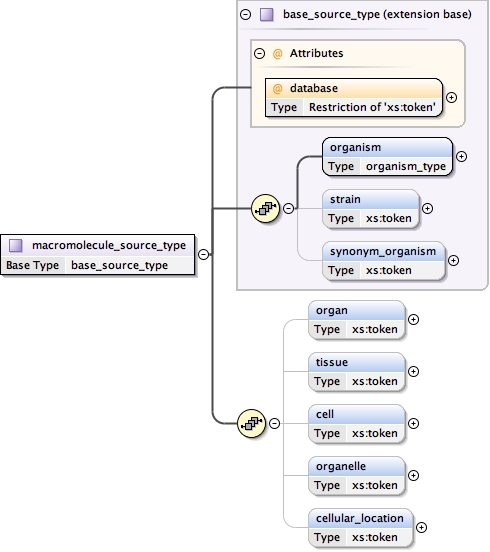 base_source_type (extension base)
@ Attributes
@ database
Type Restriction of 'xs:token'
organism
Type organism_type
strain
Type xs:token
synonym_organism
Type xs:token
macromolecule_source_type
Base Type base_source_type
organ
Type xs:token
tissue
Type xs:token
cell
Type xs:token
organelle
Type xs:token
cellular_location
Type xs:token